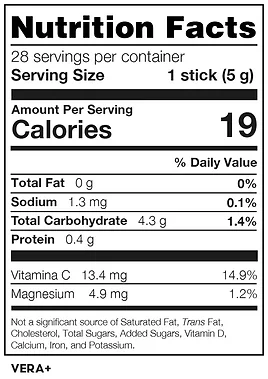 Nutrition Facts
28 servings per container
Serving Size 1 stick (5 g)
Amount Per Serving
Calories 19
% Daily Value
Total Fat 0 g 0%
Sodium 1.3 mg 0.1%
Total Carbohydrate 4.3 g 1.4%
Protein 0.4 g
Vitamina C 13.4 mg 14.9%
Magnesium 4.9 mg 1.2%
Not a significant source of Saturated Fat, Trans Fat,
Cholesterol, Total Sugars, Added Sugars, Vitamin D,
Calcium, Iron, and Potassium.
VERA+